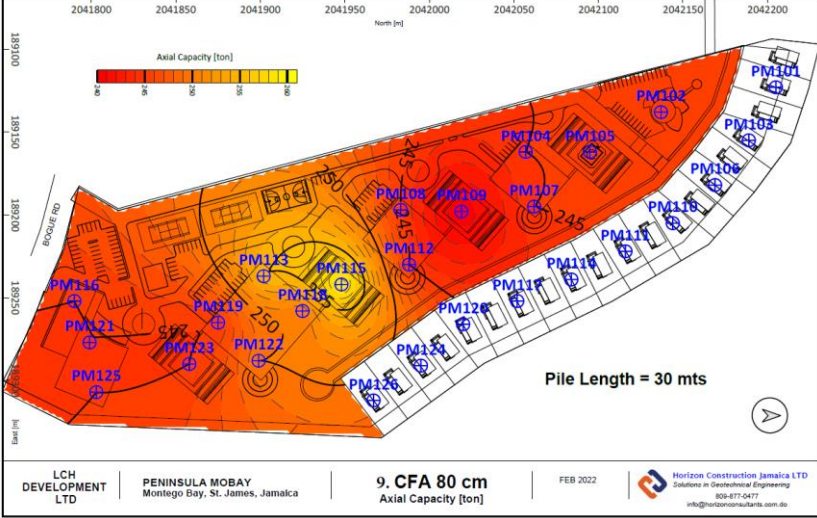 2041800 2041850 2041900 2041950 2042000 2042050 2042100 2042150 2042200
North [m]
189100
189150
189200
189250
East [m]
Axial Capacity [ton]
240 245 250 255 260
BOGUE RD
PM101
PM102
PM103
PM104
PM105
PM106
PM107
PM108
PM109
PM110
PM111
PM112
PM113
PM114
PM115
PM116
PM117
PM118
PM119
PM120
PM121
PM122
PM123
PM124
PM125
PM126
245
245
245
245
250
250
Pile Length = 30 mts
LCH
DEVELOPMENT
LTD
PENINSULA MOBAY
Montego Bay, St. James, Jamaica
9. CFA 80 cm
Axial Capacity [ton]
FEB 2022
Horizon Construction Jamaica LTD
Solutions in Geotechnical Engineering
809-877-0477
info@horizonconsultants.com.do